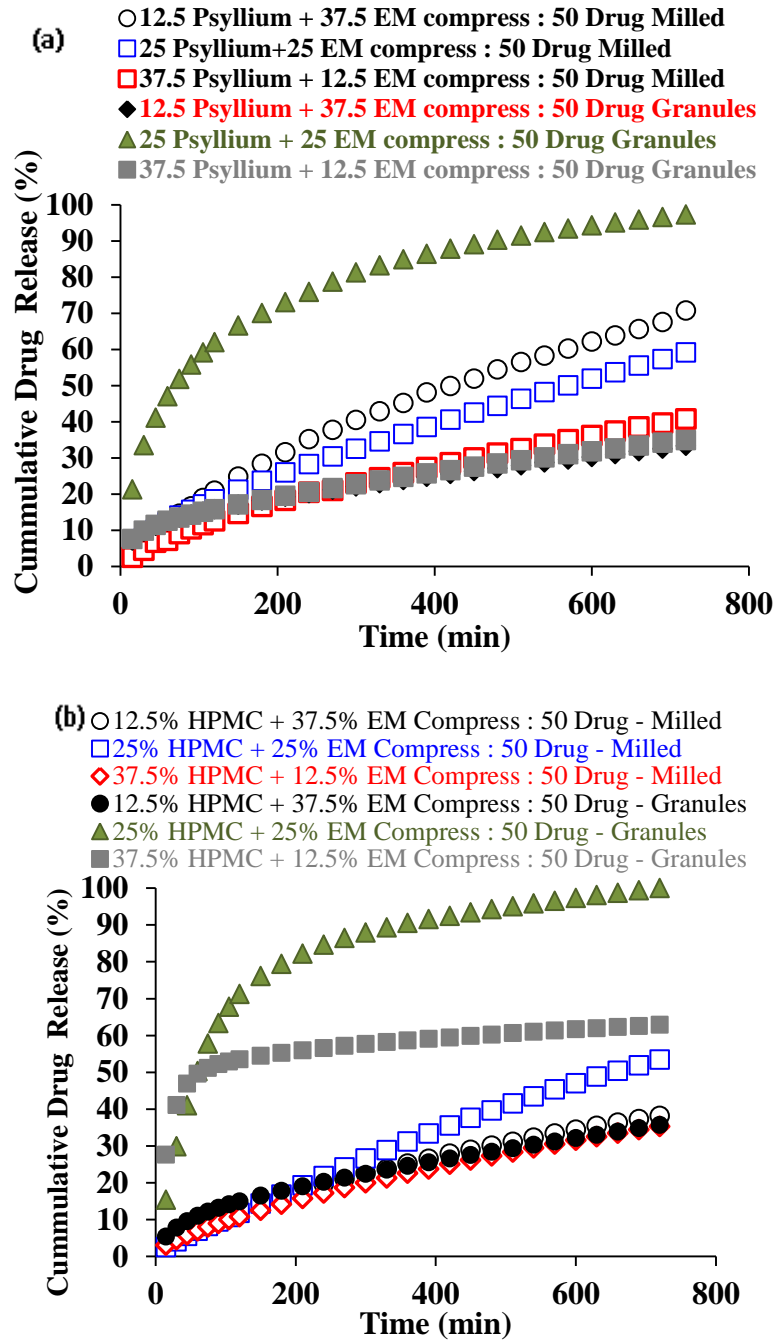 (a)
12.5 Psyllium + 37.5 EM compress : 50 Drug Milled
25 Psyllium+25 EM compress : 50 Drug Milled
37.5 Psyllium + 12.5 EM compress : 50 Drug Milled
12.5 Psyllium + 37.5 EM compress : 50 Drug Granules
25 Psyllium + 25 EM compress : 50 Drug Granules
37.5 Psyllium + 12.5 EM compress : 50 Drug Granules
Cummulative Drug Release (%)
100
90
80
70
60
50
40
30
20
10
0
0 200 400 600 800
Time (min)
(b)
12.5% HPMC + 37.5% EM Compress : 50 Drug - Milled
25% HPMC + 25% EM Compress : 50 Drug - Milled
37.5% HPMC + 12.5% EM Compress : 50 Drug - Milled
12.5% HPMC + 37.5% EM Compress : 50 Drug - Granules
25% HPMC + 25% EM Compress : 50 Drug - Granules
37.5% HPMC + 12.5% EM Compress : 50 Drug - Granules
Cummulative Drug Release (%)
100
90
80
70
60
50
40
30
20
10
0
0 200 400 600 800
Time (min)